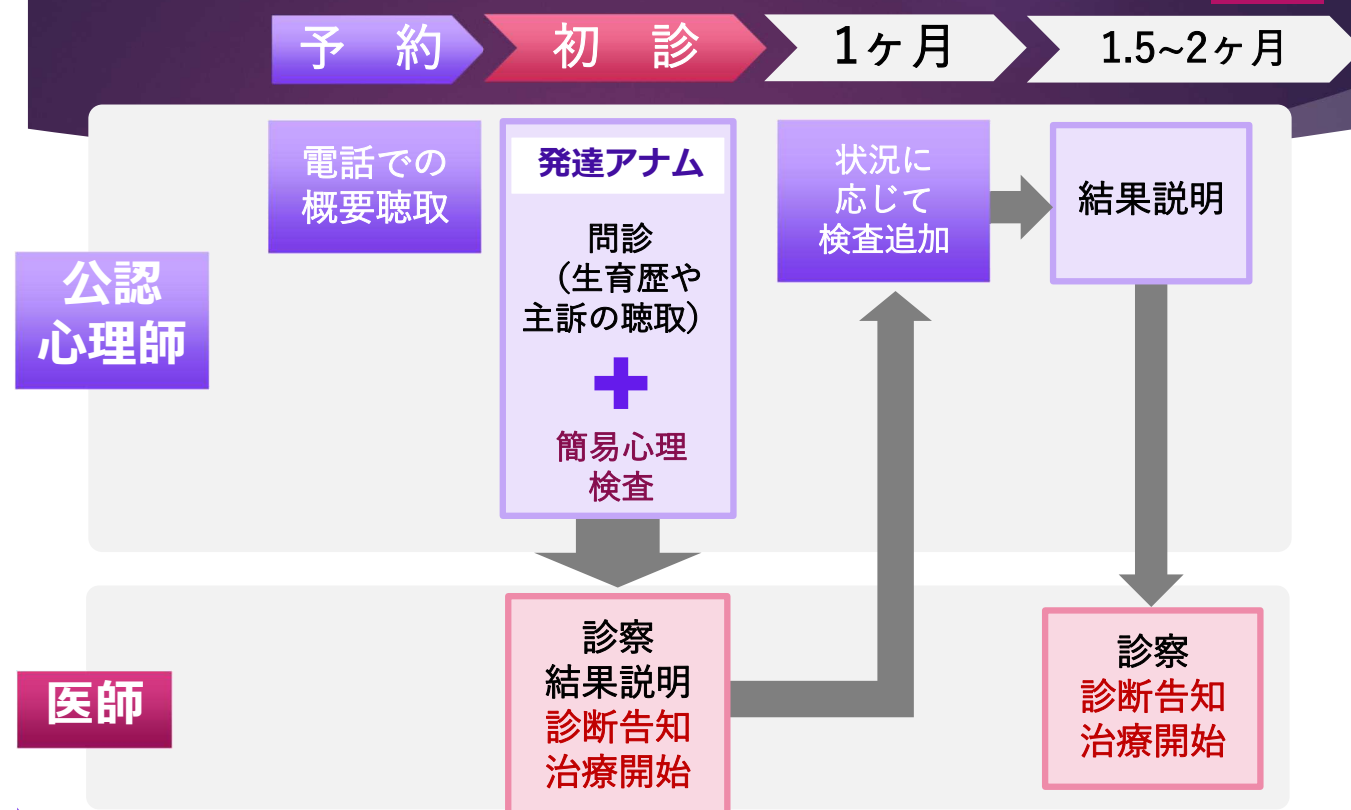 予　約
初　診
1ヶ月
1.5~2ヶ月
公認
心理師
電話での
概要聴取
発達アナム
問診
（生育歴や
主訴の聴取）
+
簡易心理
検査
状況に
応じて
検査追加
結果説明
医師
診察
結果説明
診断告知
治療開始
診察
診断告知
治療開始